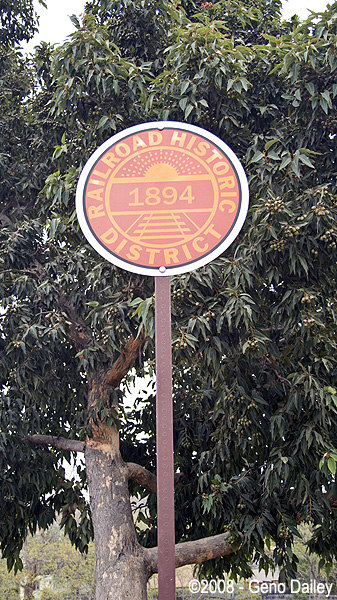 RAILROAD HISTORIC
1894
DISTRICT
©2008 - Geno Dailey